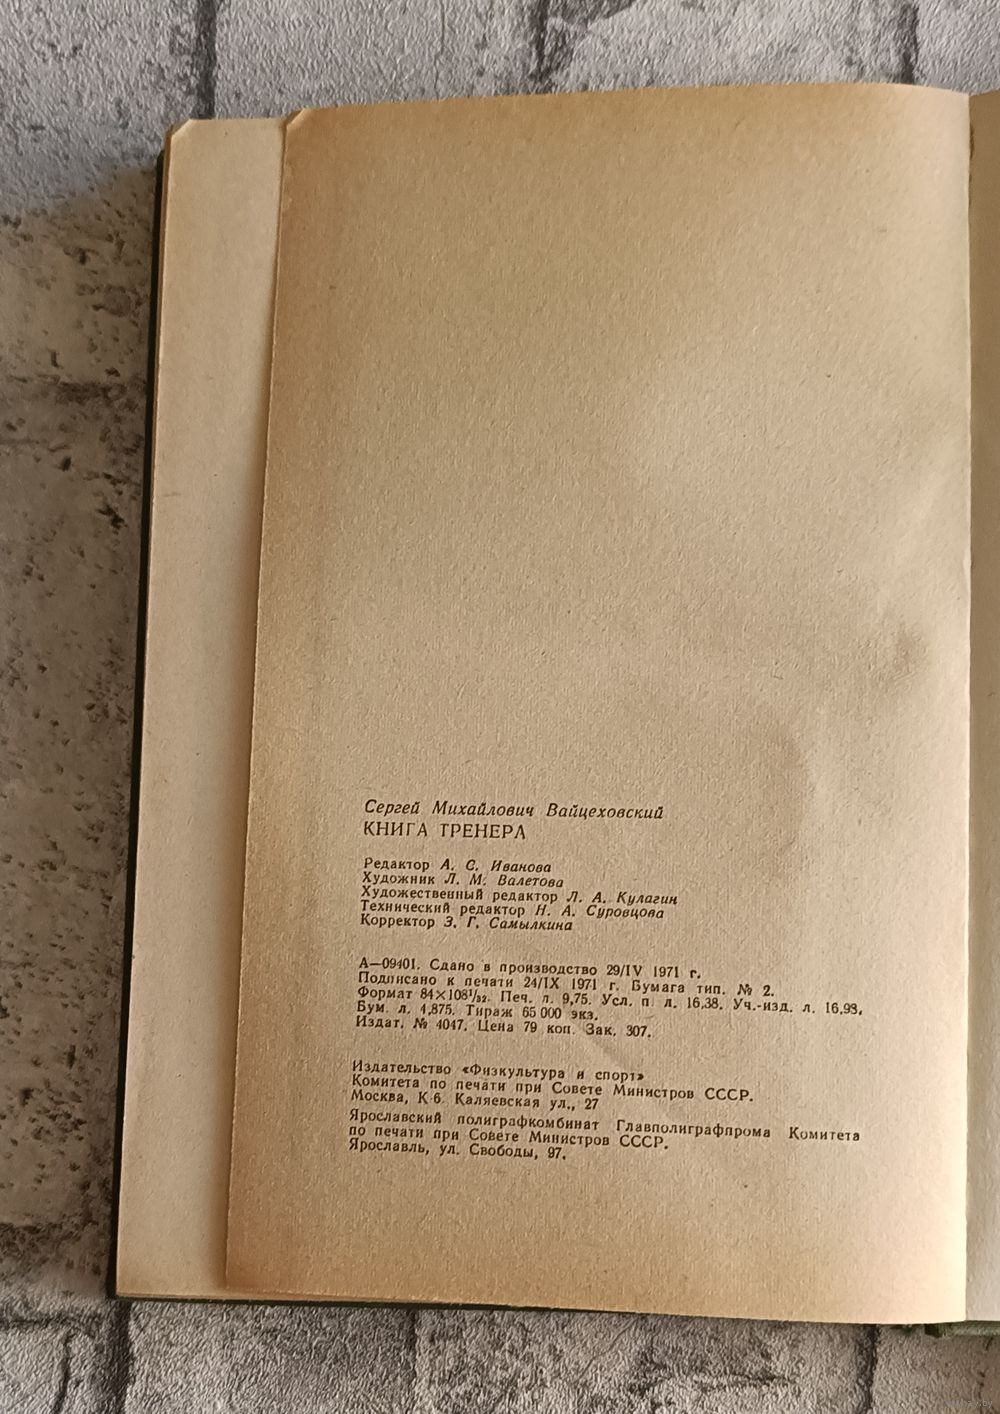 Сергей Михайлович Вайцеховский
КНИГА ТРЕНЕРА
Редактор А. С. Иванова
Художник Л. М. Валетова
Художественный редактор Л. А. Кулагин
Технический редактор Н. А. Суровцова
Корректор З. Г. Самылкина
А—09401. Сдано в производство 29/IV 1971 г.
Подписано к печати 24/IX 1971 г. Бумага тип. № 2.
Формат 84×108¹/₃₂. Печ. л. 9,75. Усл. п. л. 16,38. Уч.-изд. л. 16,93.
Бум. л. 4,875. Тираж 65 000 экз.
Издат. № 4047. Цена 79 коп. Зак. 307.
Издательство «Физкультура и спорт»
Комитета по печати при Совете Министров СССР.
Москва, К-6. Каляевская ул., 27
Ярославский полиграфкомбинат Главполиграфпрома Комитета
по печати при Совете Министров СССР.
Ярославль, ул. Свободы, 97.